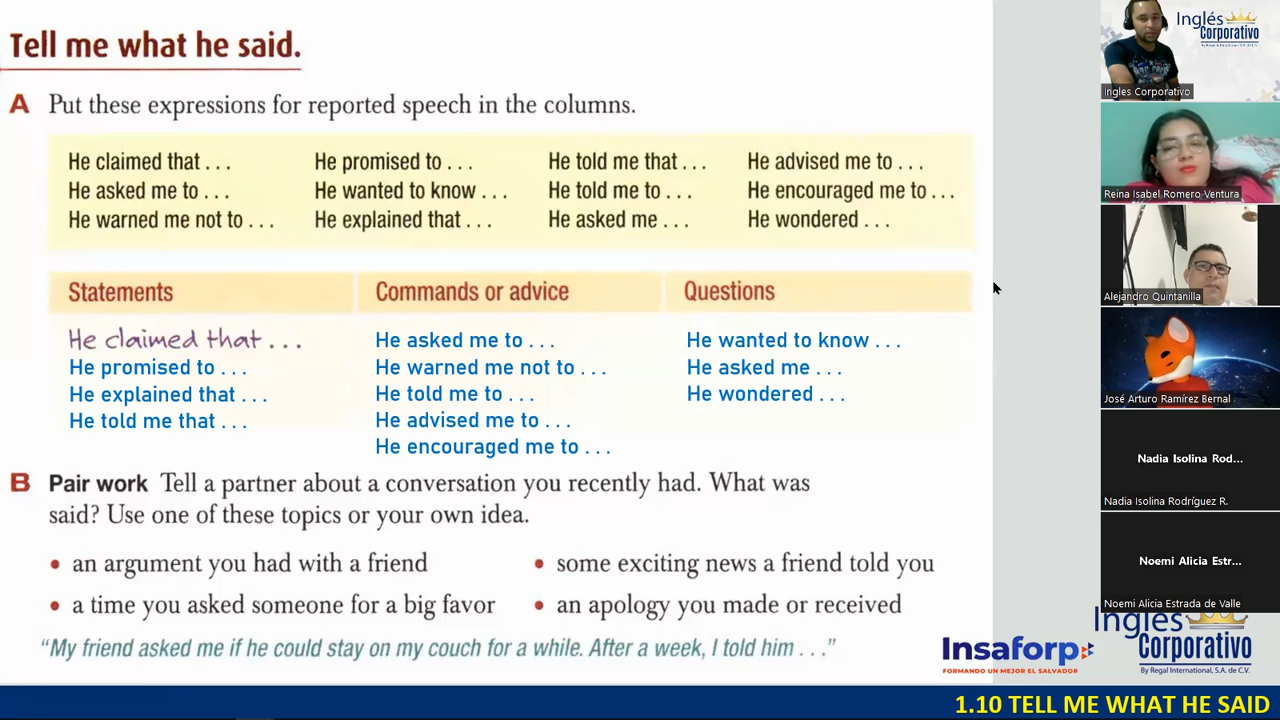 Tell me what he said.
A Put these expressions for reported speech in the columns.
He claimed that . . . He promised to . . . He told me that . . . He advised me to . . .
He asked me to . . . He wanted to know . . . He told me to . . . He encouraged me to . . .
He warned me not to . . . He explained that . . . He asked me . . . He wondered . . .
Statements Commands or advice Questions
He claimed that . . . He asked me to . . . He wanted to know . . .
He promised to . . . He warned me not to . . . He asked me . . .
He explained that . . . He told me to . . . He wondered . . .
He told me that . . . He advised me to . . .
He encouraged me to . . .
B Pair work Tell a partner about a conversation you recently had. What was
said? Use one of these topics or your own idea.
• an argument you had with a friend • some exciting news a friend told you
• a time you asked someone for a big favor • an apology you made or received
“My friend asked me if he could stay on my couch for a while. After a week, I told him . . .”
Insaforp
FORMANDO UN MEJOR EL SALVADOR
Inglés
Corporativo
By Regal International, S.A. de C.V.
1.10 TELL ME WHAT HE SAID
Inglés
Corporativo
By Regal International, S.A. de C.V.
Ingles Corporativo
Reina Isabel Romero Ventura
Alejandro Quintanilla
José Arturo Ramírez Bernal
Nadia Isolina Rod...
Nadia Isolina Rodríguez R.
Noemi Alicia Estr...
Noemi Alicia Estrada de Valle